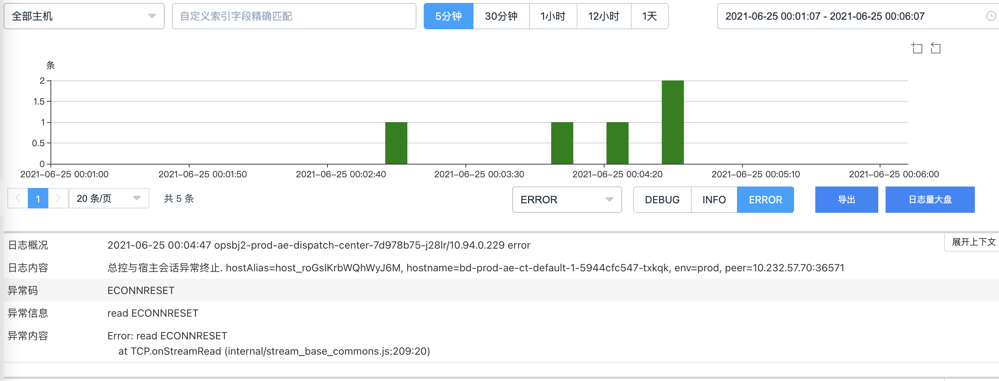 全部主机 自定义索引字段精确匹配 5分钟 30分钟 1小时 12小时 1天 2021-06-25 00:01:07 - 2021-06-25 00:06:07
条
2
1.5
1
0.5
0
2021-06-25 00:01:00 2021-06-25 00:01:50 2021-06-25 00:02:40 2021-06-25 00:03:30 2021-06-25 00:04:20 2021-06-25 00:05:10 2021-06-25 00:06:00
1 20 条/页 共 5 条 ERROR DEBUG INFO ERROR 导出 日志量大盘
展开上下文
日志概况 2021-06-25 00:04:47 opsbj2-prod-ae-dispatch-center-7d978b75-j28lr/10.94.0.229 error
日志内容 总控与宿主会话异常终止. hostAlias=host_roGslKrbWQhWyJ6M, hostname=bd-prod-ae-ct-default-1-5944cfc547-txkqk, env=prod, peer=10.232.57.70:36571
异常码 ECONNRESET
异常信息 read ECONNRESET
异常内容 Error: read ECONNRESET
at TCP.onStreamRead (internal/stream_base_commons.js:209:20)